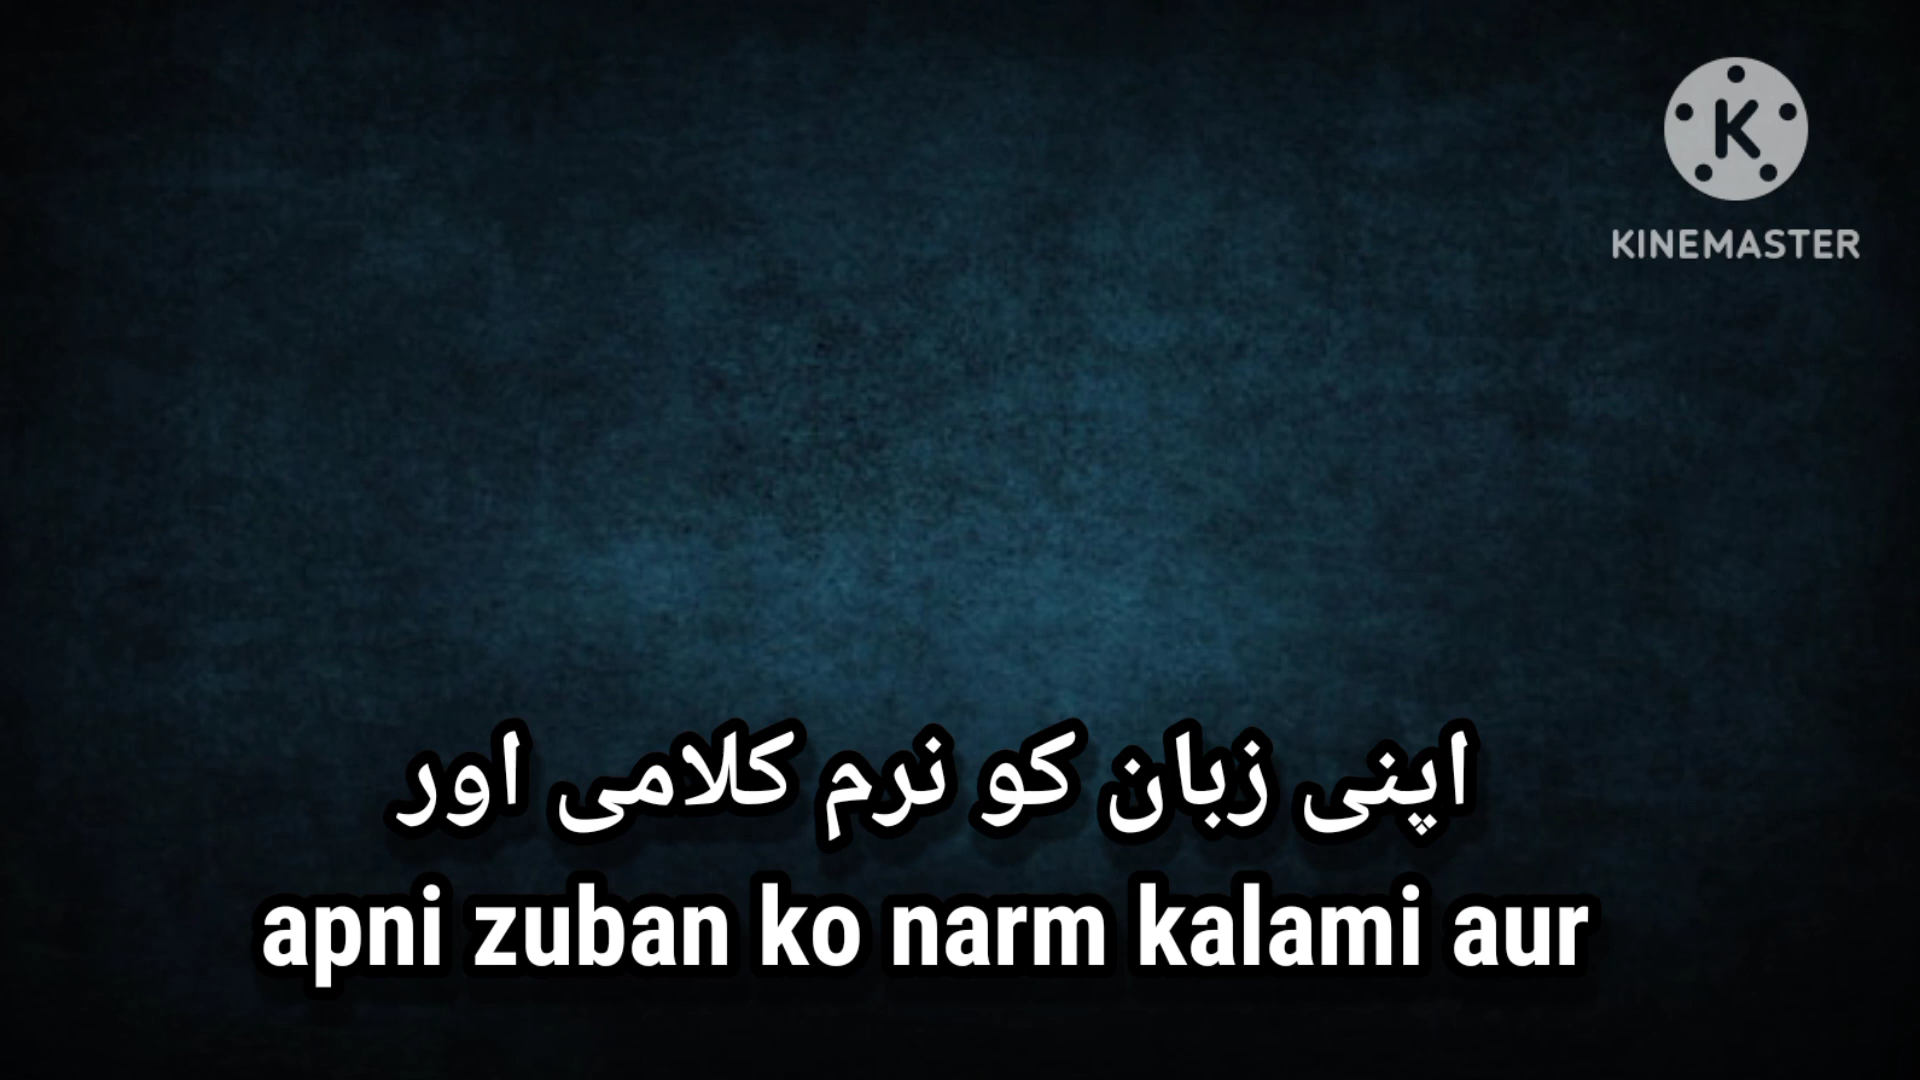 K
KINEMASTER
اپنی زبان کو نرم کلامی اور
apni zuban ko narm kalami aur